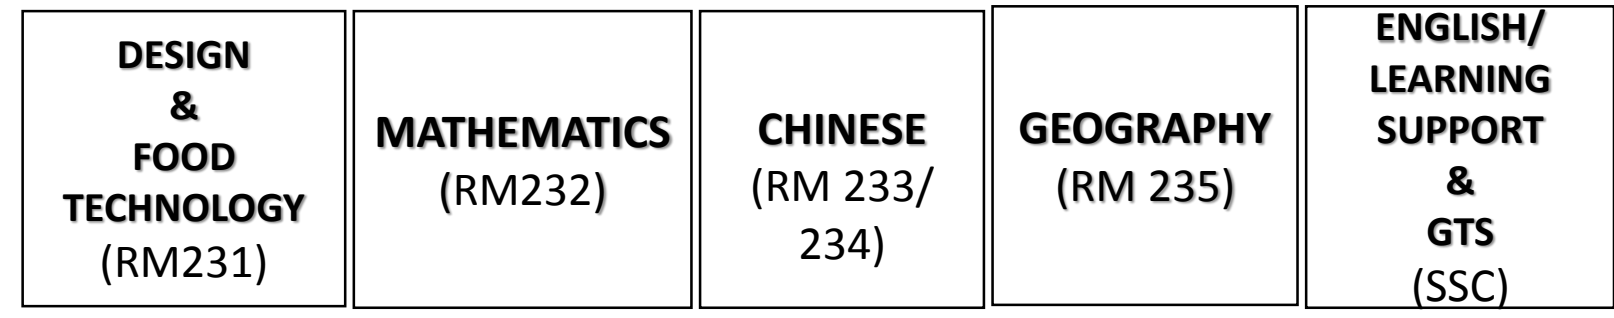 DESIGN
&
FOOD
TECHNOLOGY
(RM231)
MATHEMATICS
(RM232)
CHINESE
(RM 233/
234)
GEOGRAPHY
(RM 235)
ENGLISH/
LEARNING
SUPPORT
&
GTS
(SSC)